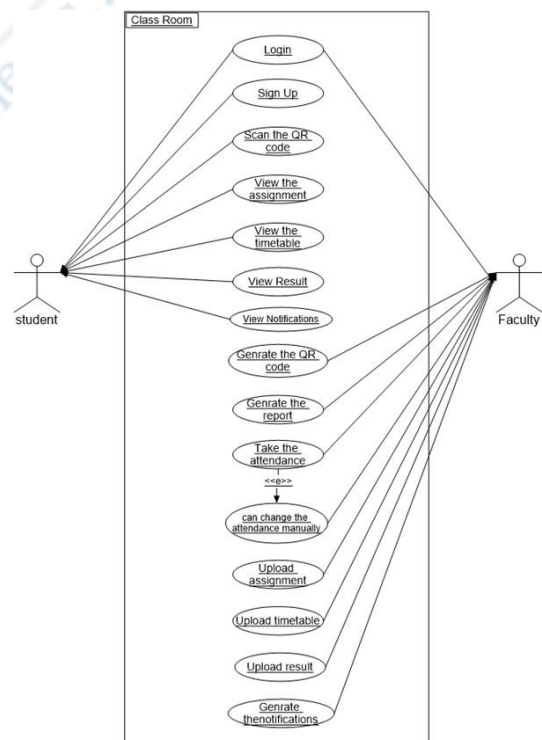 Class Room
Login
Sign Up
Scan the QR
code
View the
assignment
View the
timetable
View Result
View Notifications
student
Faculty
Genrate the QR
code
Genrate the
report
Take the
attendance
<<e>>
can change the
attendance manually
Upload
assignment
Upload timetable
Upload result
Genrate
thenotifications